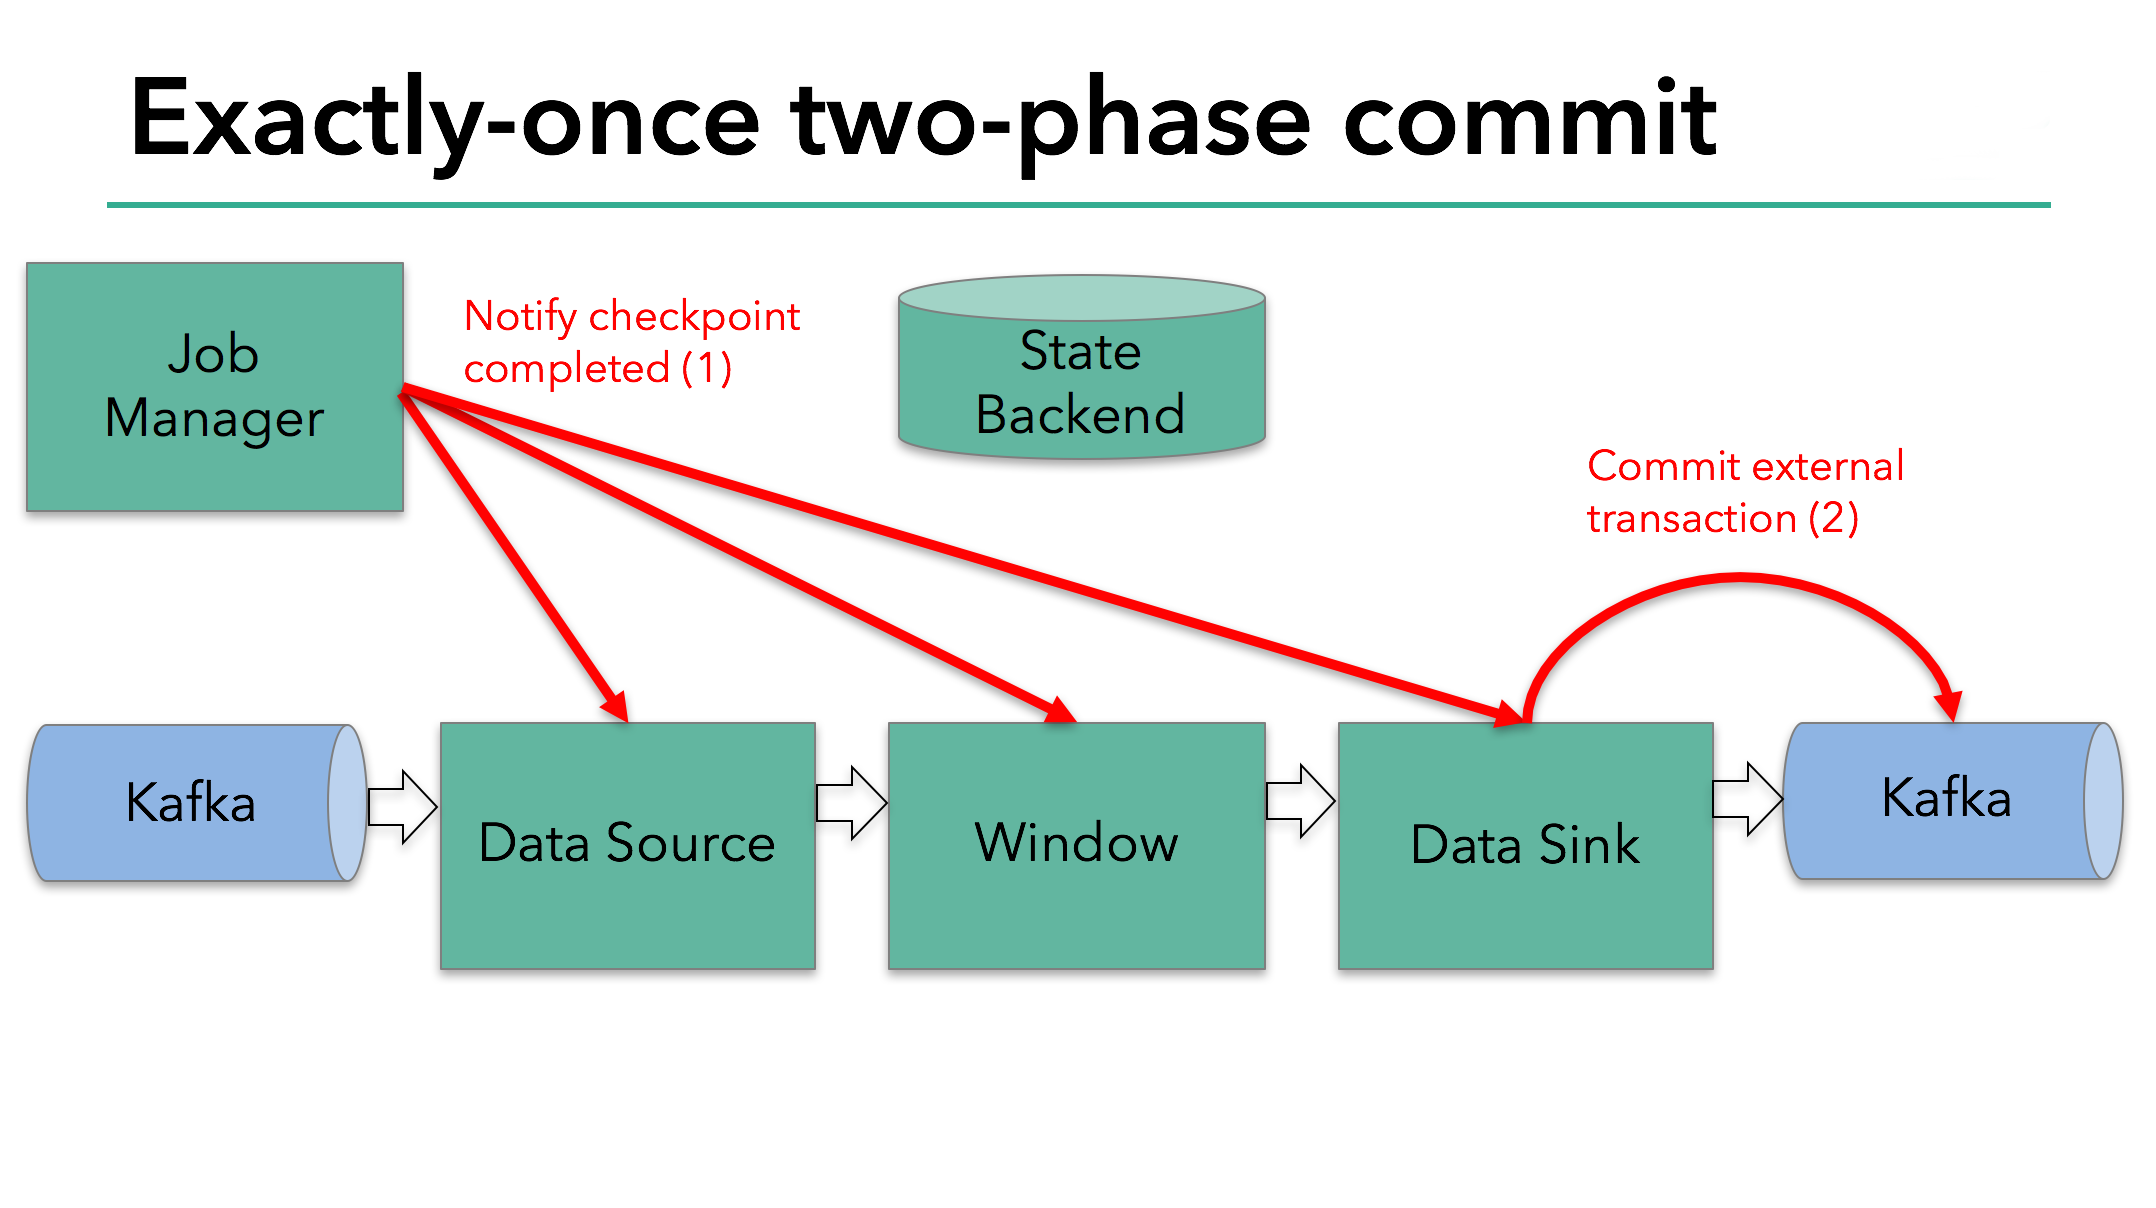 Exactly-once two-phase commit
Job
Manager
Notify checkpoint
completed (1)
State
Backend
Commit external
transaction (2)
Kafka
Data Source
Window
Data Sink
Kafka